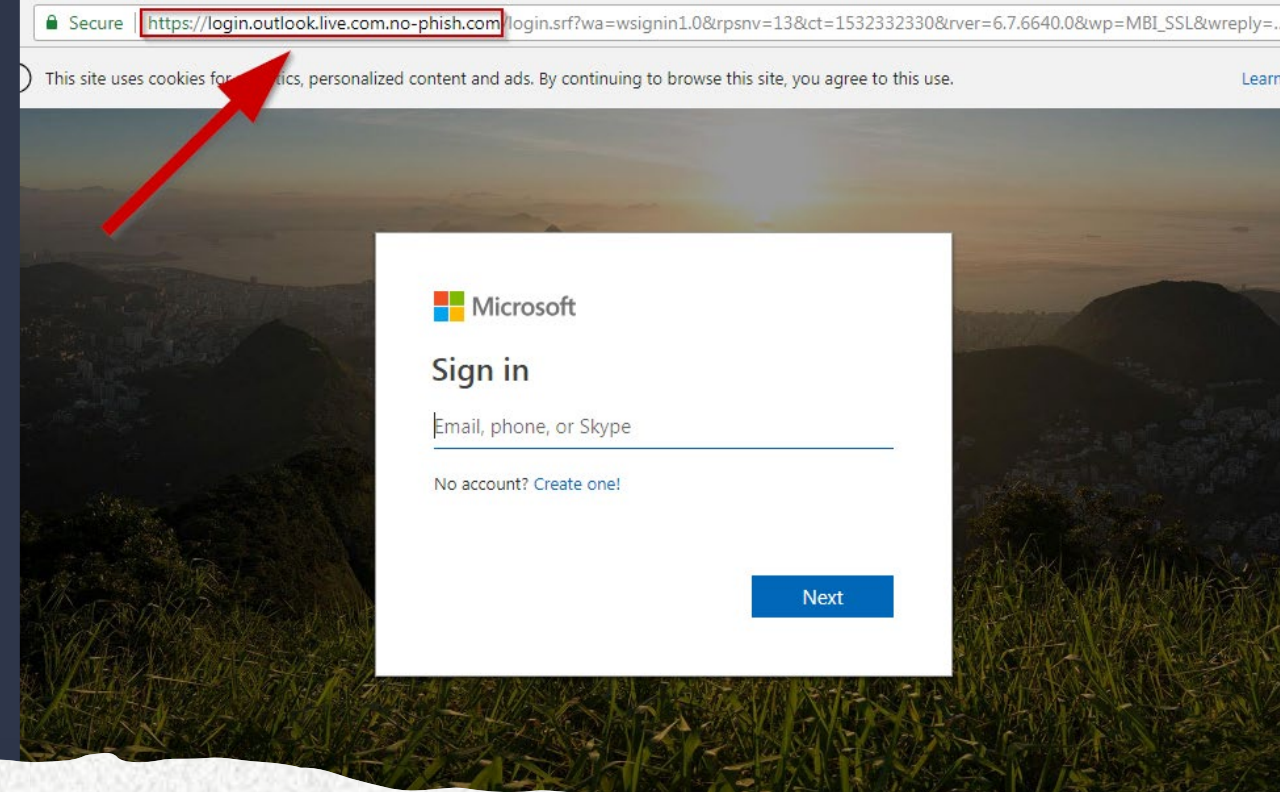 Secure https://login.outlook.live.com.no-phish.com/login.srf?wa=wsignin1.0&rpsnv=13&ct=1532332330&rver=6.7.6640.0&wp=MBI_SSL&wreply=...
This site uses cookies for personalized content and ads. By continuing to browse this site, you agree to this use. Learn
Microsoft
Sign in
Email, phone, or Skype
No account? Create one!
Next